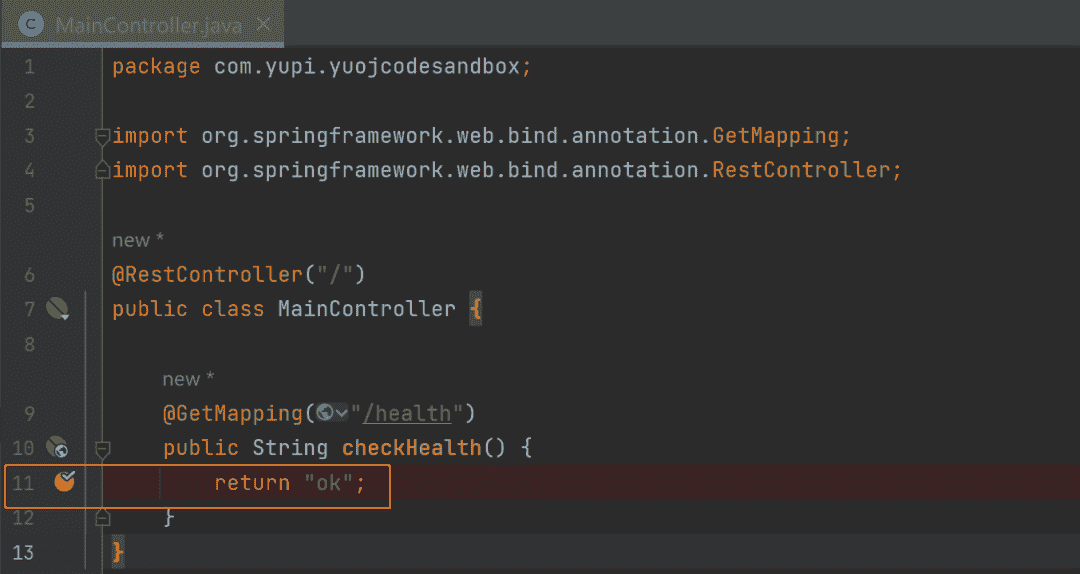 C MainController.java
1 package com.yupi.yuojcodesandbox;
2
3 import org.springframework.web.bind.annotation.GetMapping;
4 import org.springframework.web.bind.annotation.RestController;
5
new *
6 @RestController("/")
7 public class MainController {
8
new *
9 @GetMapping("/health")
10 public String checkHealth() {
11 return "ok";
12 }
13 }